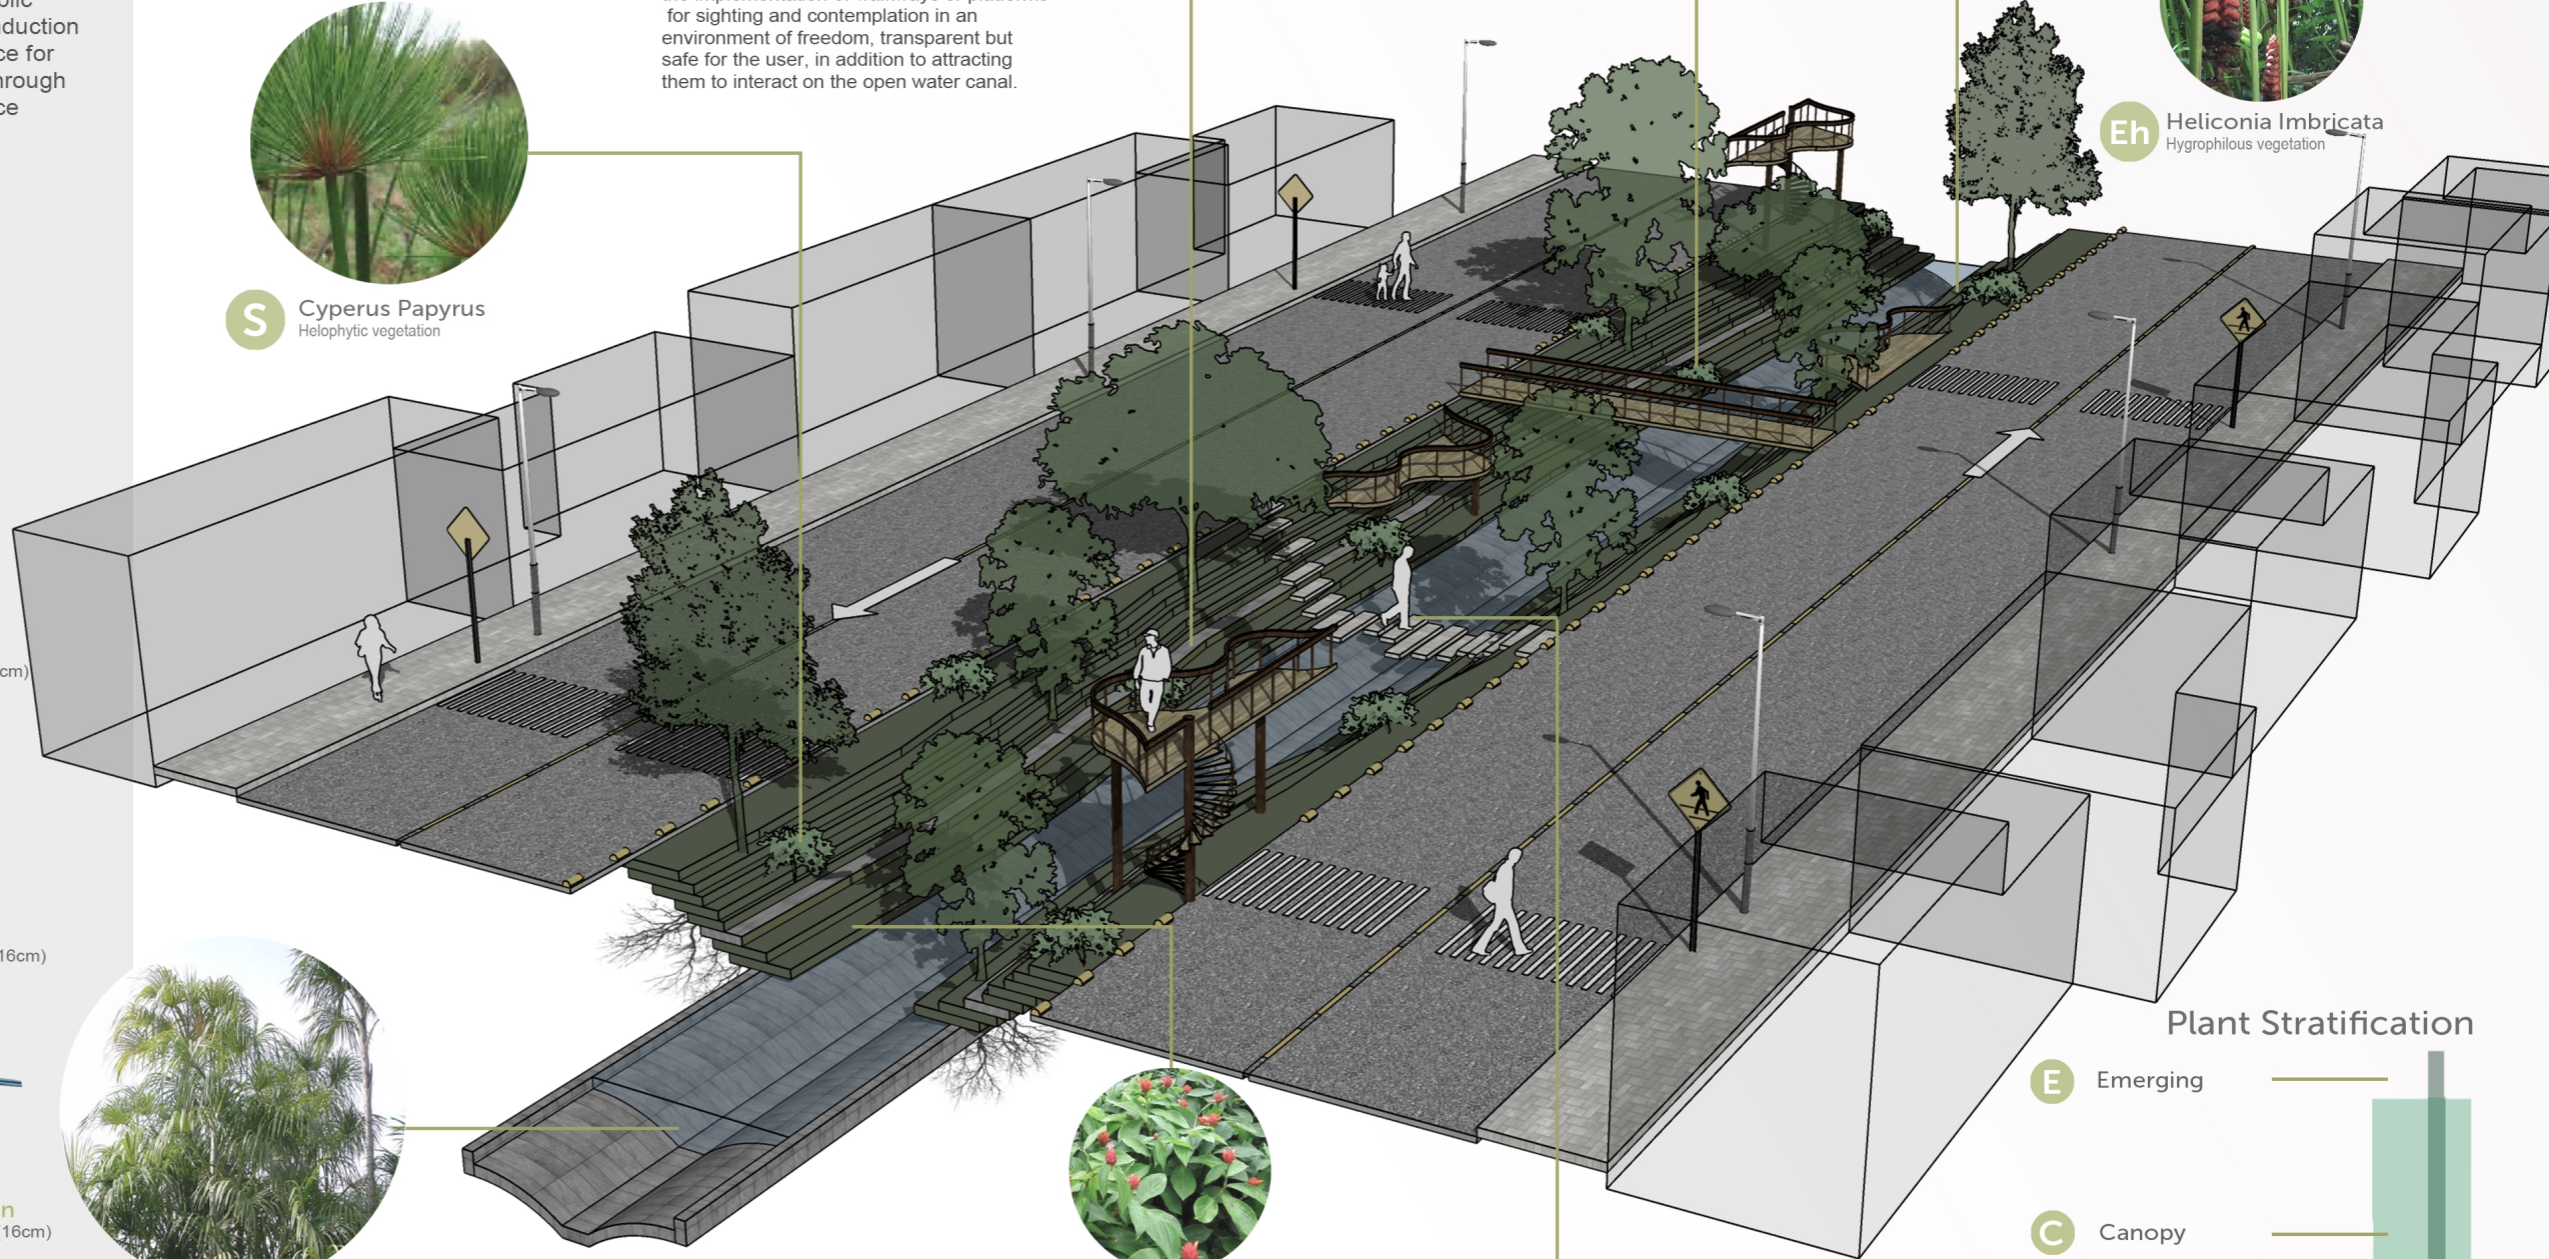 duction
ce for
hrough
ce
for sighting and contemplation in an
environment of freedom, transparent but
safe for the user, in addition to attracting
them to interact on the open water canal.
Eh
Heliconia Imbricata
Hygrophilous vegetation
S
Cyperus Papyrus
Helophytic vegetation
cm)
16cm)
n
16cm)
Plant Stratification
E Emerging
C Canopy